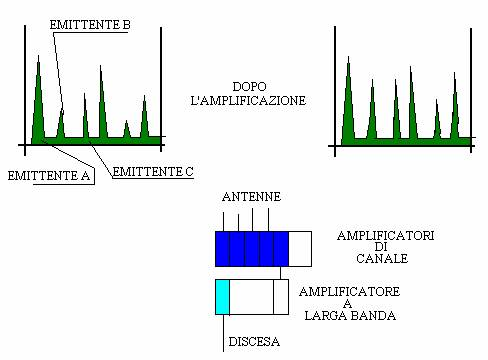 EMITTENTE B
DOPO
L'AMPLIFICAZIONE
EMITTENTE A
EMITTENTE C
ANTENNE
AMPLIFICATORI
DI
CANALE
AMPLIFICATORE
A
LARGA BANDA
DISCESA